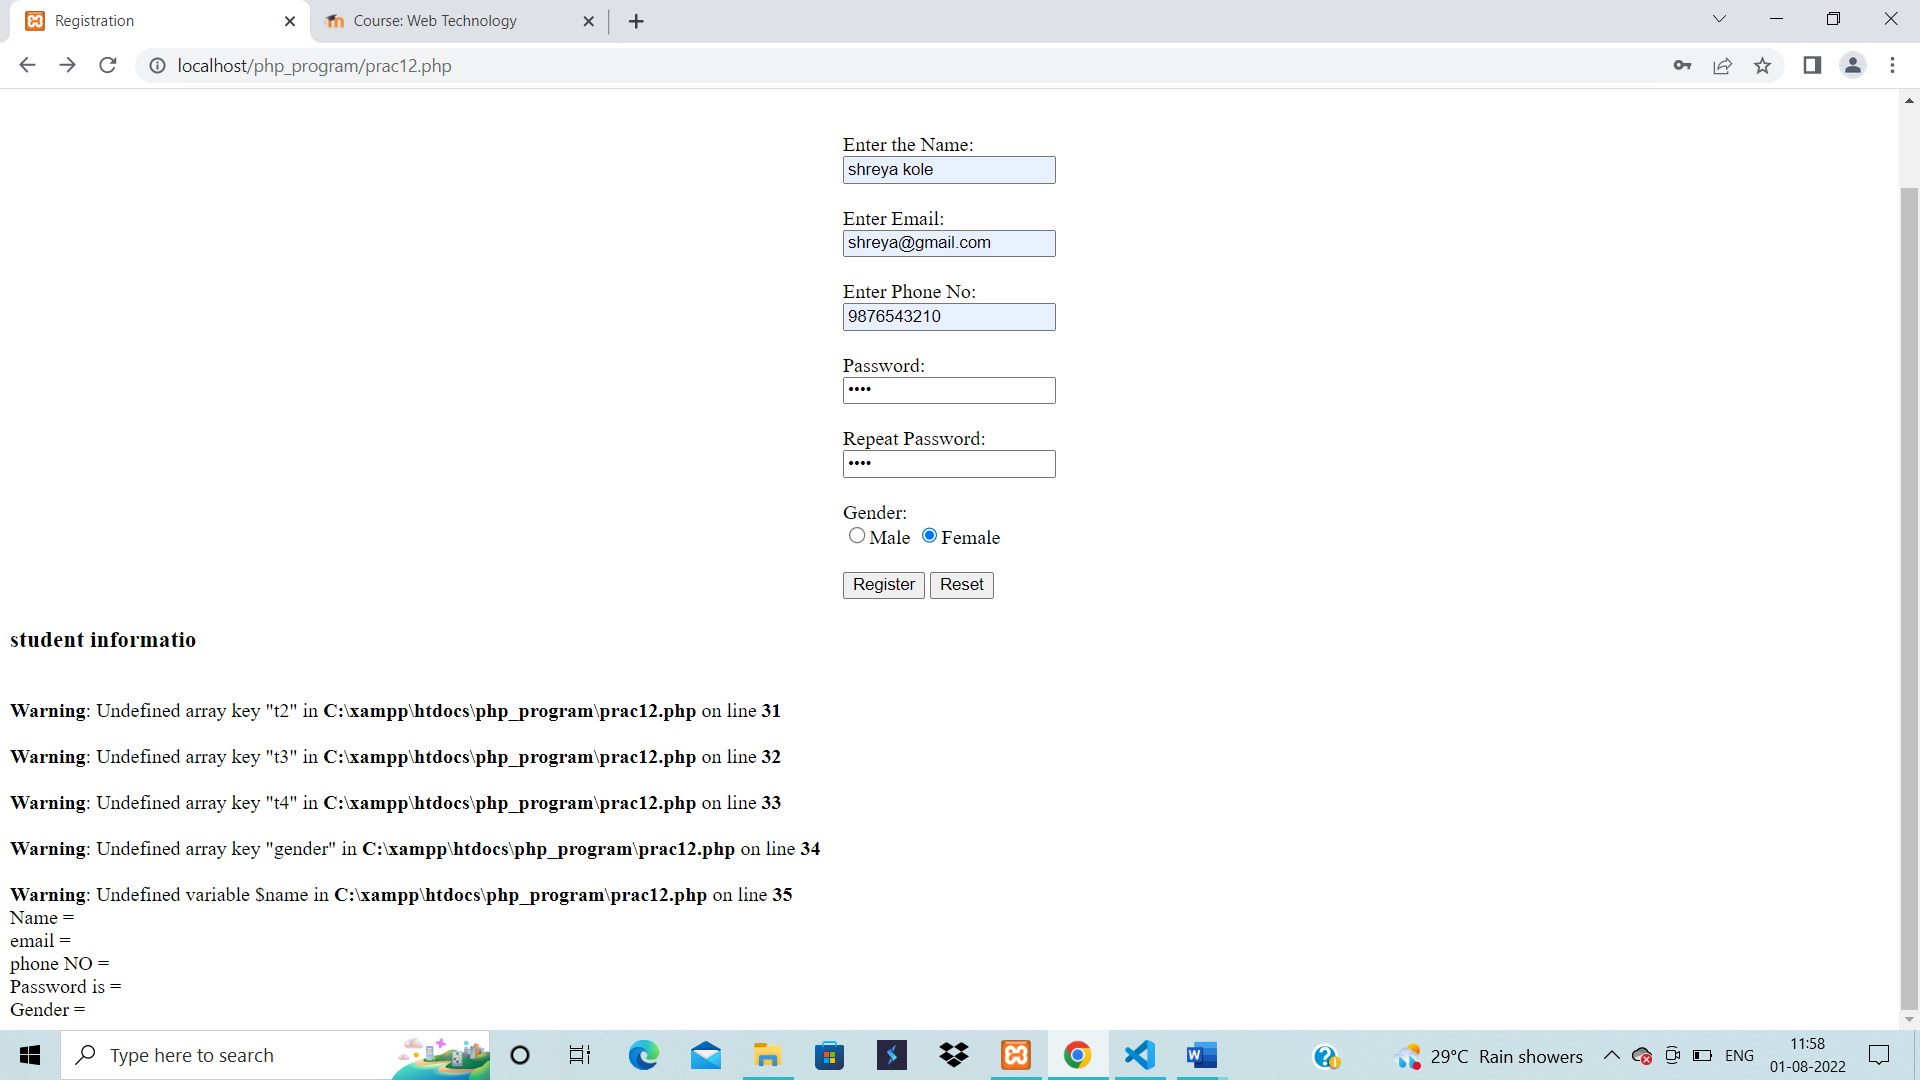 Registration
Course: Web Technology
localhost/php_program/prac12.php
Enter the Name:
shreya kole
Enter Email:
shreya@gmail.com
Enter Phone No:
9876543210
Password:
••••
Repeat Password:
••••
Gender:
Male Female
Register Reset
student informatio
Warning: Undefined array key "t2" in C:\xampp\htdocs\php_program\prac12.php on line 31
Warning: Undefined array key "t3" in C:\xampp\htdocs\php_program\prac12.php on line 32
Warning: Undefined array key "t4" in C:\xampp\htdocs\php_program\prac12.php on line 33
Warning: Undefined array key "gender" in C:\xampp\htdocs\php_program\prac12.php on line 34
Warning: Undefined variable $name in C:\xampp\htdocs\php_program\prac12.php on line 35
Name =
email =
phone NO =
Password is =
Gender =
Type here to search
29°C Rain showers
ENG
11:58
01-08-2022